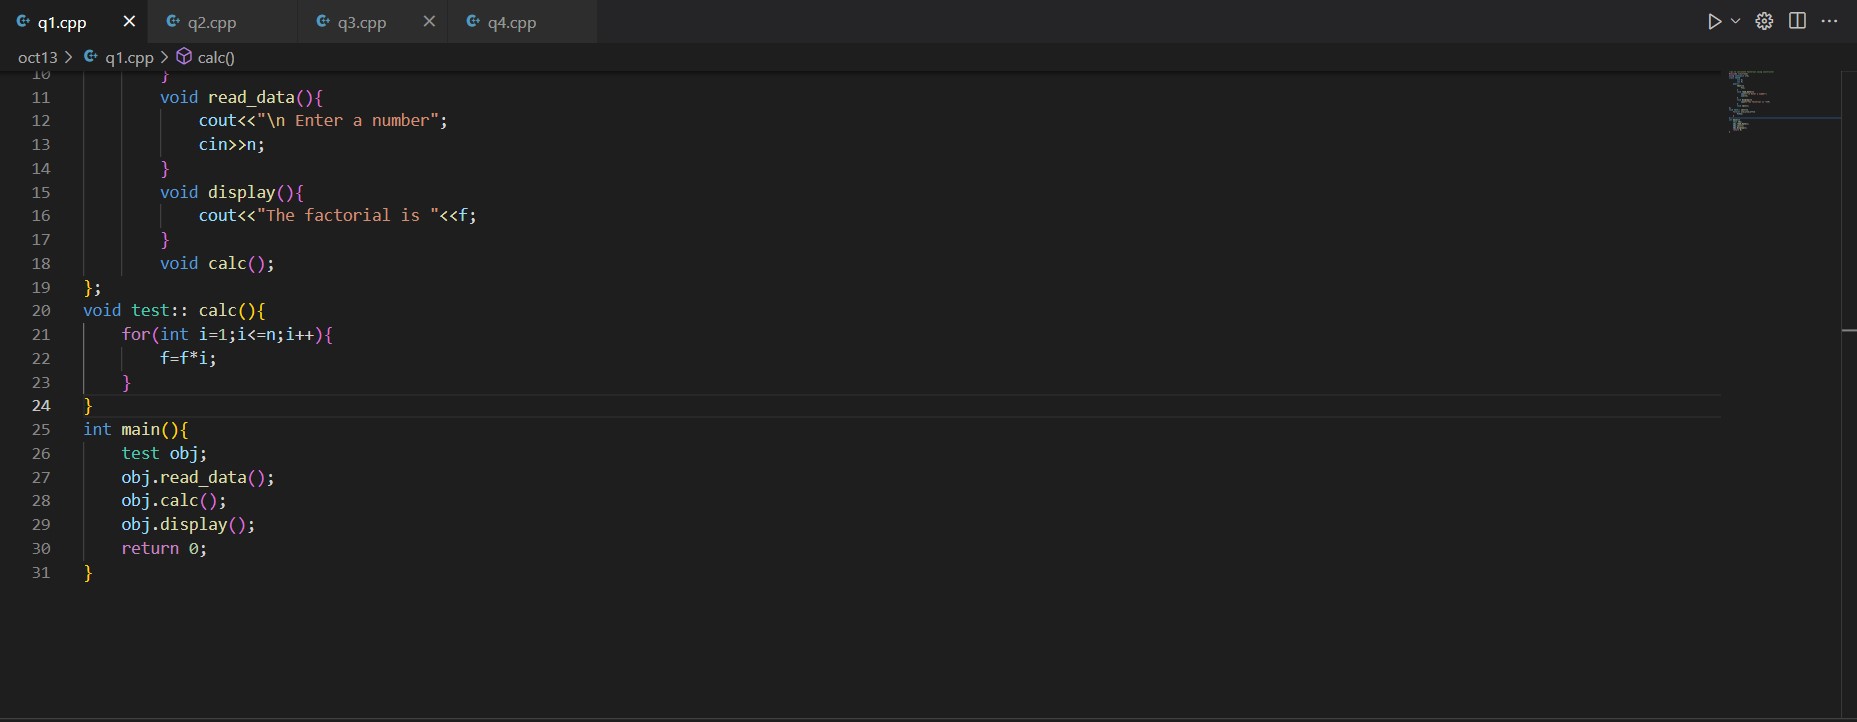 q1.cpp q2.cpp q3.cpp q4.cpp
oct13 > q1.cpp > calc()
10 }
11 void read_data(){
12 cout<<"\n Enter a number";
13 cin>>n;
14 }
15 void display(){
16 cout<<"The factorial is "<<f;
17 }
18 void calc();
19 };
20 void test:: calc(){
21 for(int i=1;i<=n;i++){
22 f=f*i;
23 }
24 }
25 int main(){
26 test obj;
27 obj.read_data();
28 obj.calc();
29 obj.display();
30 return 0;
31 }